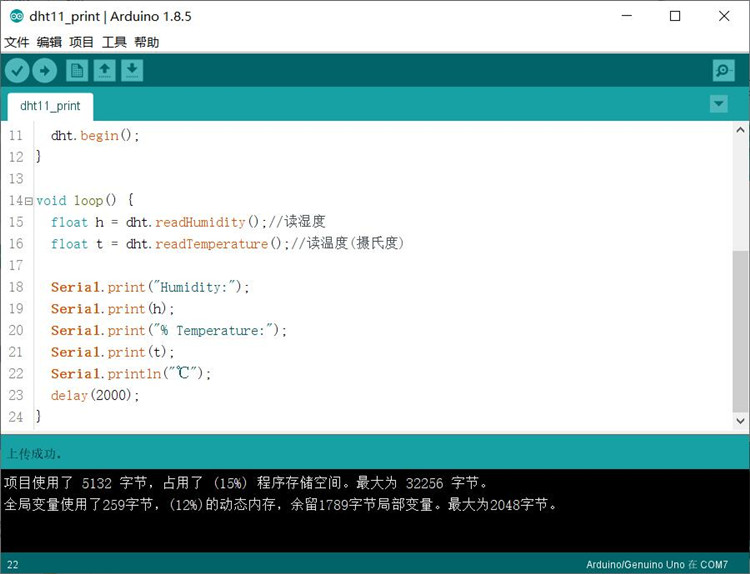 dht11_print | Arduino 1.8.5
文件 编辑 项目 工具 帮助
dht11_print
11 dht.begin();
12 }
13
14 void loop() {
15 float h = dht.readHumidity();//读湿度
16 float t = dht.readTemperature();//读温度(摄氏度)
17
18 Serial.print("Humidity:");
19 Serial.print(h);
20 Serial.print("% Temperature:");
21 Serial.print(t);
22 Serial.println("℃");
23 delay(2000);
24 }
上传成功。
项目使用了 5132 字节，占用了 (15%) 程序存储空间。最大为 32256 字节。
全局变量使用了259字节，(12%)的动态内存，余留1789字节局部变量。最大为2048字节。
22 Arduino/Genuino Uno 在 COM7